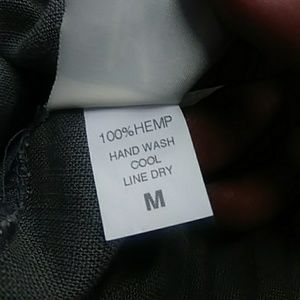 100%HEMP
HAND WASH
COOL
LINE DRY
M